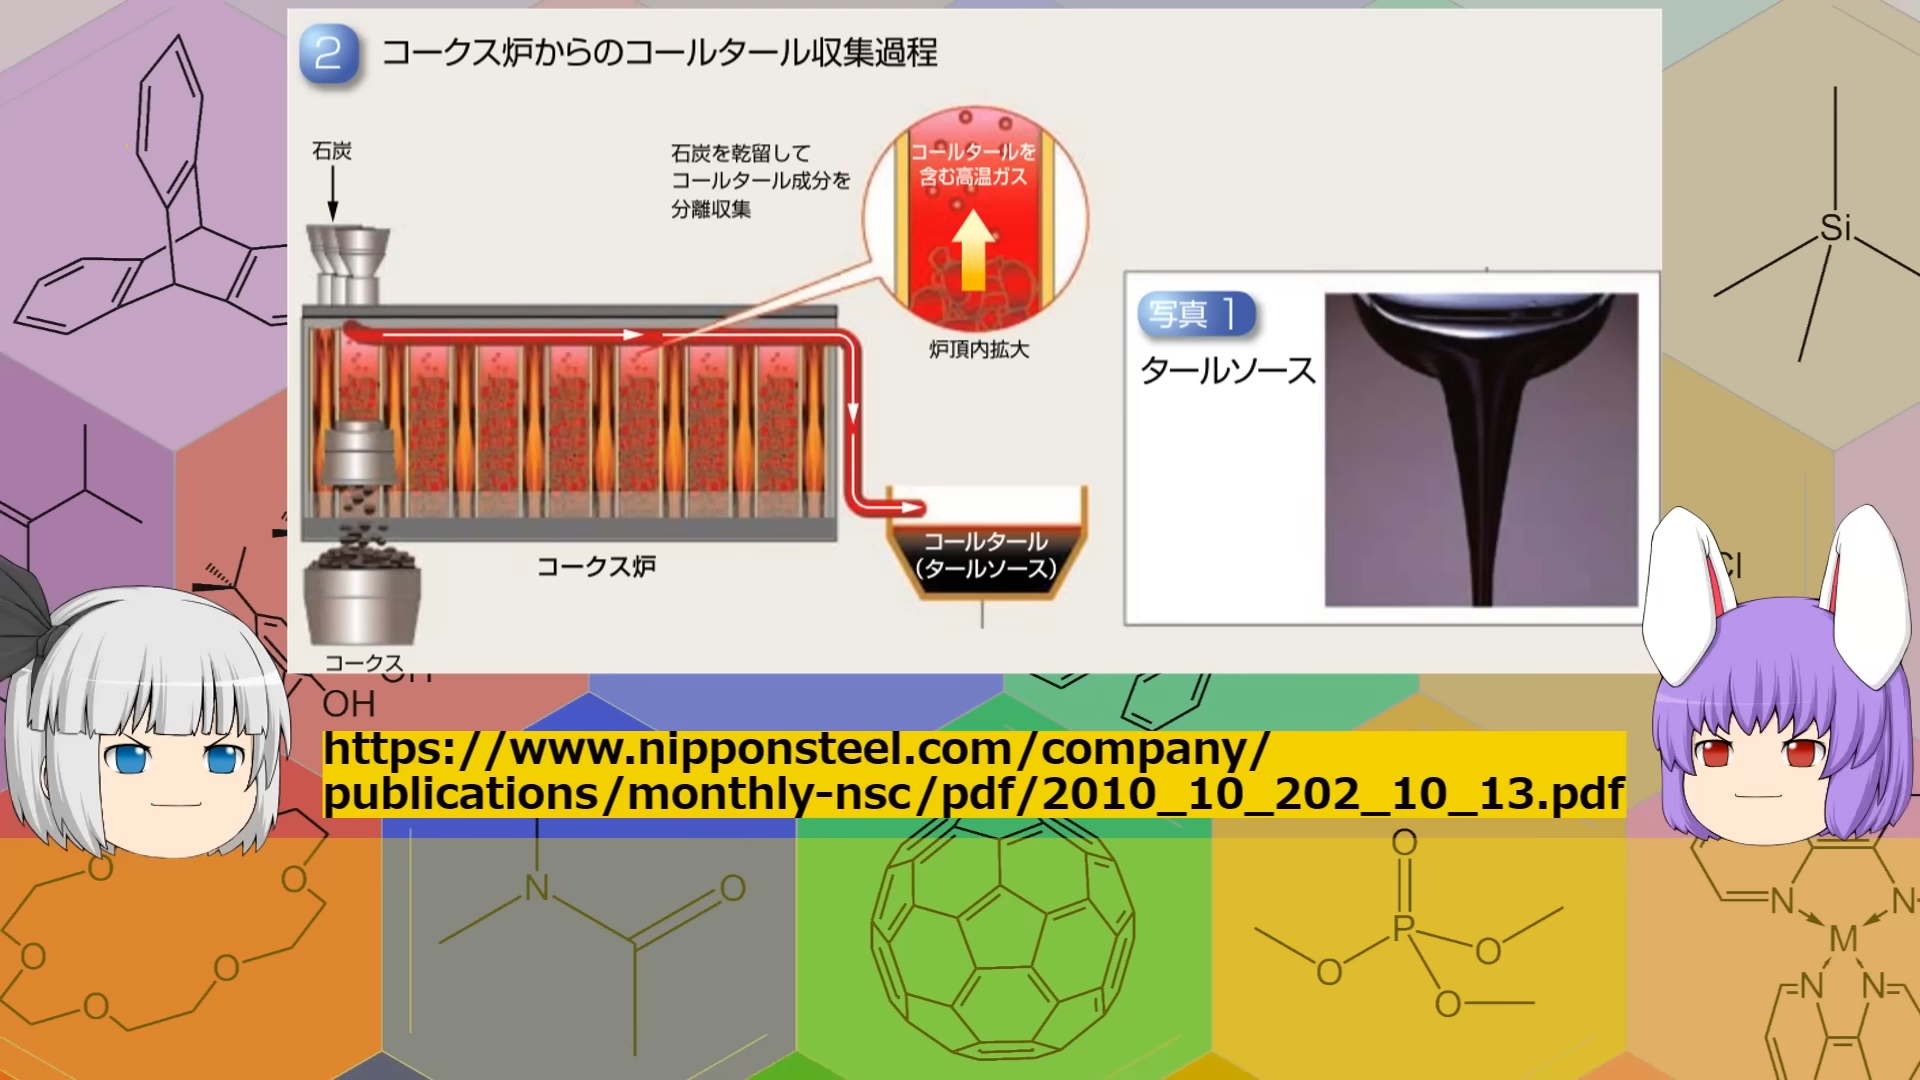 2 コークス炉からのコールタール収集過程
石炭
石炭を乾留して
コールタール成分を
分離収集
コールタールを
含む高温ガス
炉頂内拡大
写真 1
タールソース
コールタール
(タールソース)
コークス炉
コークス
https://www.nipponsteel.com/company/
publications/monthly-nsc/pdf/2010_10_202_10_13.pdf
Si
Cl
OH
OH
O
O
O
O
O
N
O
O
P
O
O
O
N
N
M
N
N